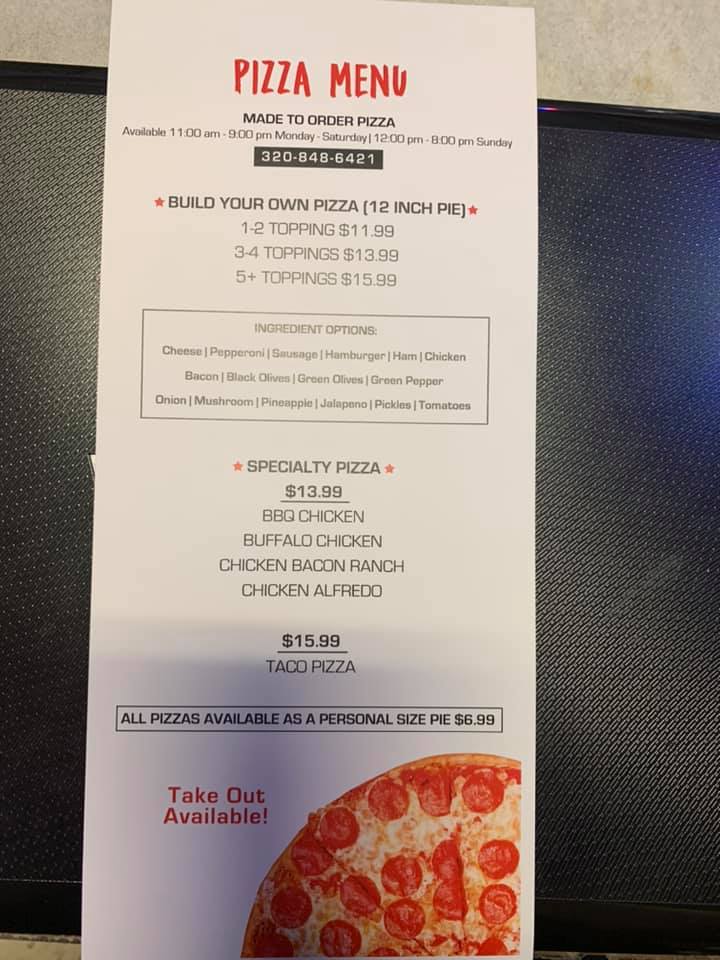 PIZZA MENU
MADE TO ORDER PIZZA
Available 11:00 am - 9:00 pm Monday - Saturday | 12:00 pm - 8:00 pm Sunday
320-848-6421
★ BUILD YOUR OWN PIZZA (12 INCH PIE) ★
1-2 TOPPING $11.99
3-4 TOPPINGS $13.99
5+ TOPPINGS $15.99
INGREDIENT OPTIONS:
Cheese | Pepperoni | Sausage | Hamburger | Ham | Chicken
Bacon | Black Olives | Green Olives | Green Pepper
Onion | Mushroom | Pineapple | Jalapeno | Pickles | Tomatoes
★ SPECIALTY PIZZA ★
$13.99
BBQ CHICKEN
BUFFALO CHICKEN
CHICKEN BACON RANCH
CHICKEN ALFREDO
$15.99
TACO PIZZA
ALL PIZZAS AVAILABLE AS A PERSONAL SIZE PIE $6.99
Take Out
Available!